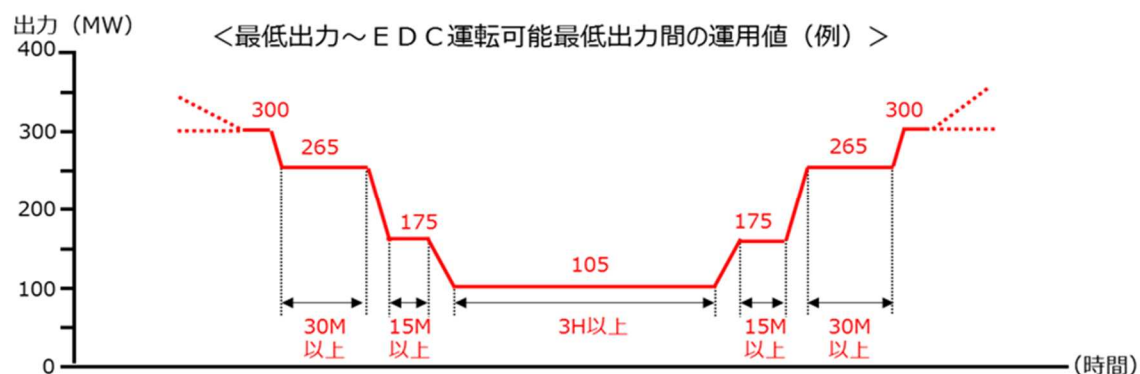 出力（MW）
＜最低出力～ＥＤＣ運転可能最低出力間の運用値（例）＞
400
300
300
300
265
265
200
175
175
105
100
30M
以上
15M
以上
3H以上
15M
以上
30M
以上
0
(時間)